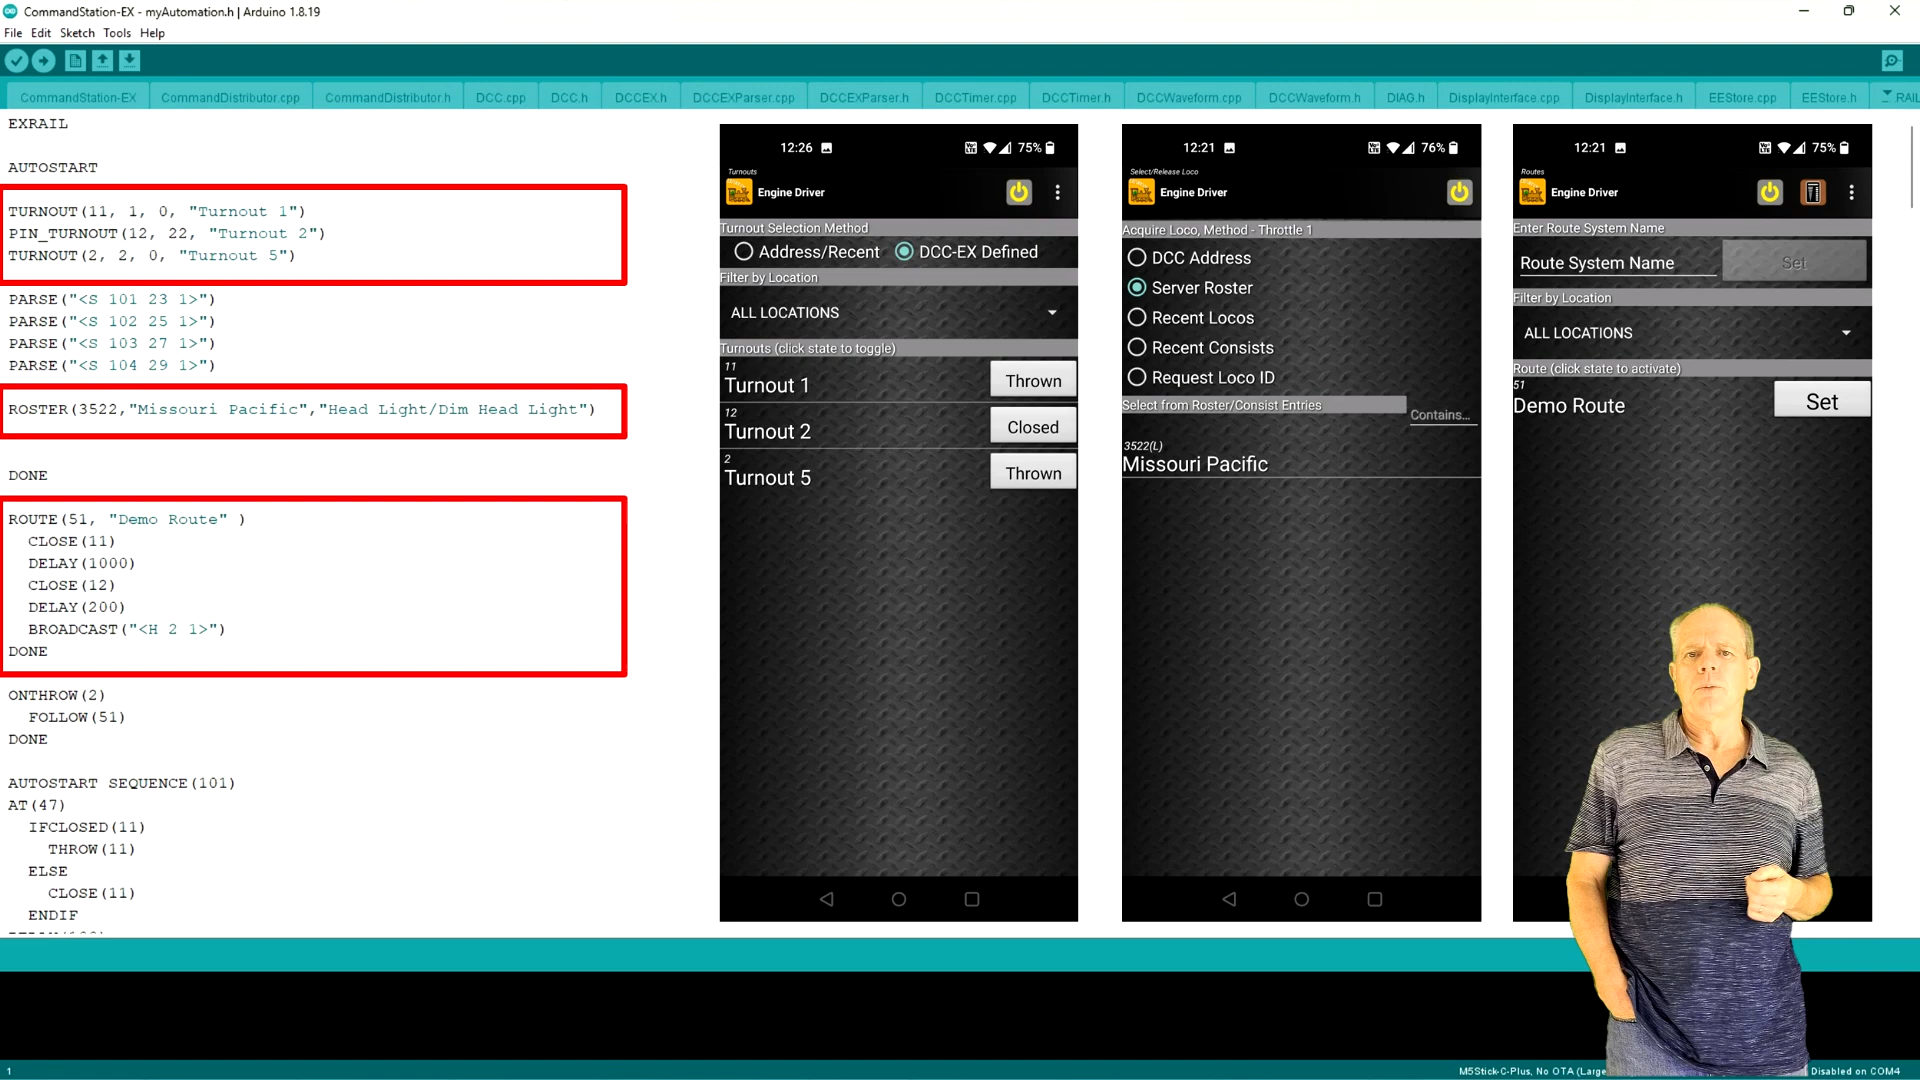 CommandStation-EX - myAutomation.h | Arduino 1.8.19
File Edit Sketch Tools Help
CommandStation-EX CommandDistributor.cpp CommandDistributor.h DCC.cpp DCC.h DCCEX.h DCCEXParser.cpp DCCEXParser.h DCCTimer.cpp DCCTimer.h DCCWaveform.cpp DCCWaveform.h DIAG.h DisplayInterface.cpp DisplayInterface.h EEStore.cpp EEStore.h
EXRAIL
AUTOSTART
TURNOUT(11, 1, 0, "Turnout 1")
PIN_TURNOUT(12, 22, "Turnout 2")
TURNOUT(2, 2, 0, "Turnout 5")
PARSE("<S 101 23 1>")
PARSE("<S 102 25 1>")
PARSE("<S 103 27 1>")
PARSE("<S 104 29 1>")
ROSTER(3522,"Missouri Pacific","Head Light/Dim Head Light")
DONE
ROUTE(51, "Demo Route" )
CLOSE(11)
DELAY(1000)
CLOSE(12)
DELAY(200)
BROADCAST("<H 2 1>")
DONE
ONTHROW(2)
FOLLOW(51)
DONE
AUTOSTART SEQUENCE(101)
AT(47)
IFCLOSED(11)
THROW(11)
ELSE
CLOSE(11)
ENDIF
12:26 75%
Turnouts
Engine Driver
Turnout Selection Method
Address/Recent DCC-EX Defined
Filter by Location
ALL LOCATIONS
Turnouts (click state to toggle)
11
Turnout 1 Thrown
12
Turnout 2 Closed
2
Turnout 5 Thrown
12:21 76%
Select/Release Loco
Engine Driver
Acquire Loco, Method - Throttle 1
DCC Address
Server Roster
Recent Locos
Recent Consists
Request Loco ID
Select from Roster/Consist Entries Contains...
3522(L)
Missouri Pacific
12:21 75%
Routes
Engine Driver
Enter Route System Name
Route System Name Set
Filter by Location
ALL LOCATIONS
Route (click state to activate)
51
Demo Route Set
1 M5Stick-C-Plus, No OTA (Large Disabled on COM4